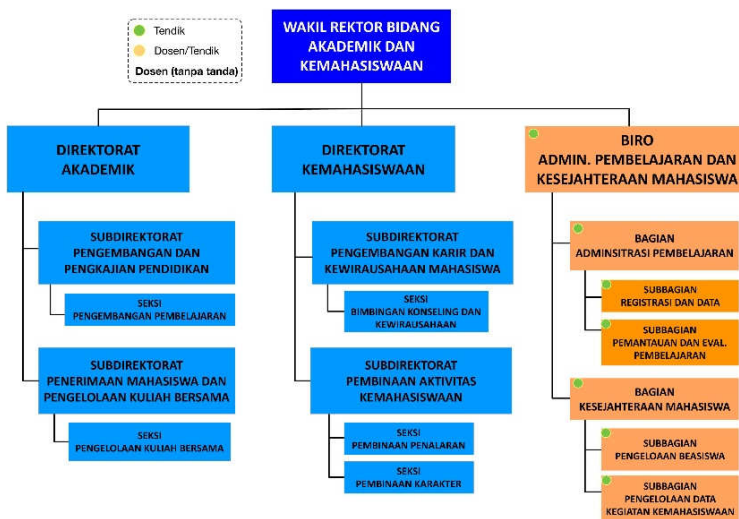 Tendik
Dosen/Tendik
Dosen (tanpa tanda)
WAKIL REKTOR BIDANG
AKADEMIK DAN
KEMAHASISWAAN
DIREKTORAT
AKADEMIK
SUBDIREKTORAT
PENGEMBANGAN DAN
PENGKAJIAN PENDIDIKAN
SEKSI
PENGEMBANGAN PEMBELAJARAN
SUBDIREKTORAT
PENERIMAAN MAHASISWA DAN
PENGELOLAAN KULIAH BERSAMA
SEKSI
PENGELOLAAN KULIAH BERSAMA
DIREKTORAT
KEMAHASISWAAN
SUBDIREKTORAT
PENGEMBANGAN KARIR DAN
KEWIRAUSAHAAN MAHASISWA
SEKSI
BIMBINGAN KONSELING DAN
KEWIRAUSAHAAN
SUBDIREKTORAT
PEMBINAAN AKTIVITAS
KEMAHASISWAAN
SEKSI
PEMBINAAN PENALARAN
SEKSI
PEMBINAAN KARAKTER
BIRO
ADMIN. PEMBELAJARAN DAN
KESEJAHTERAAN MAHASISWA
BAGIAN
ADMINSITRASI PEMBELAJARAN
SUBBAGIAN
REGISTRASI DAN DATA
SUBBAGIAN
PEMANTAUAN DAN EVAL.
PEMBELAJARAN
BAGIAN
KESEJAHTERAAN MAHASISWA
SUBBAGIAN
PENGELOAAN BEASISWA
SUBBAGIAN
PENGELOLAAN DATA
KEGIATAN KEMAHASISWAAN